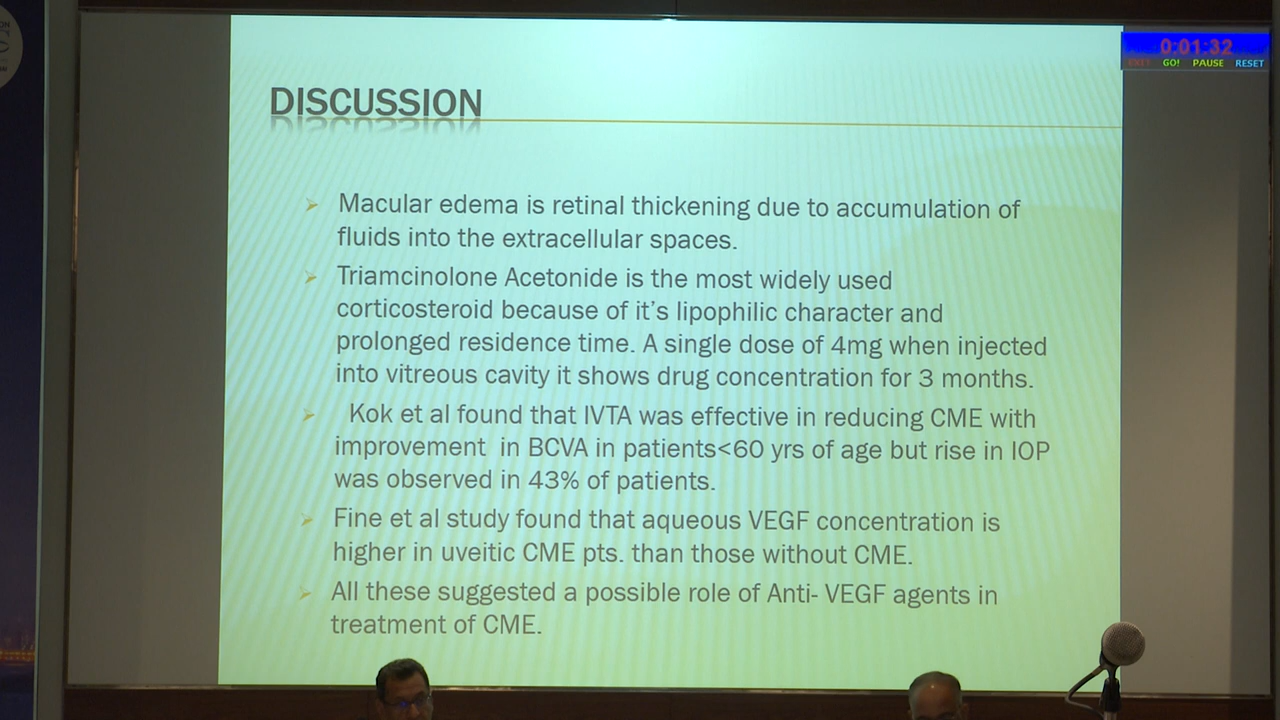 0:01:32
EXIT GO! PAUSE RESET
DISCUSSION
Macular edema is retinal thickening due to accumulation of
fluids into the extracellular spaces.
Triamcinolone Acetonide is the most widely used
corticosteroid because of it's lipophilic character and
prolonged residence time. A single dose of 4mg when injected
into vitreous cavity it shows drug concentration for 3 months.
Kok et al found that IVTA was effective in reducing CME with
improvement in BCVA in patients<60 yrs of age but rise in IOP
was observed in 43% of patients.
Fine et al study found that aqueous VEGF concentration is
higher in uveitic CME pts. than those without CME.
All these suggested a possible role of Anti- VEGF agents in
treatment of CME.